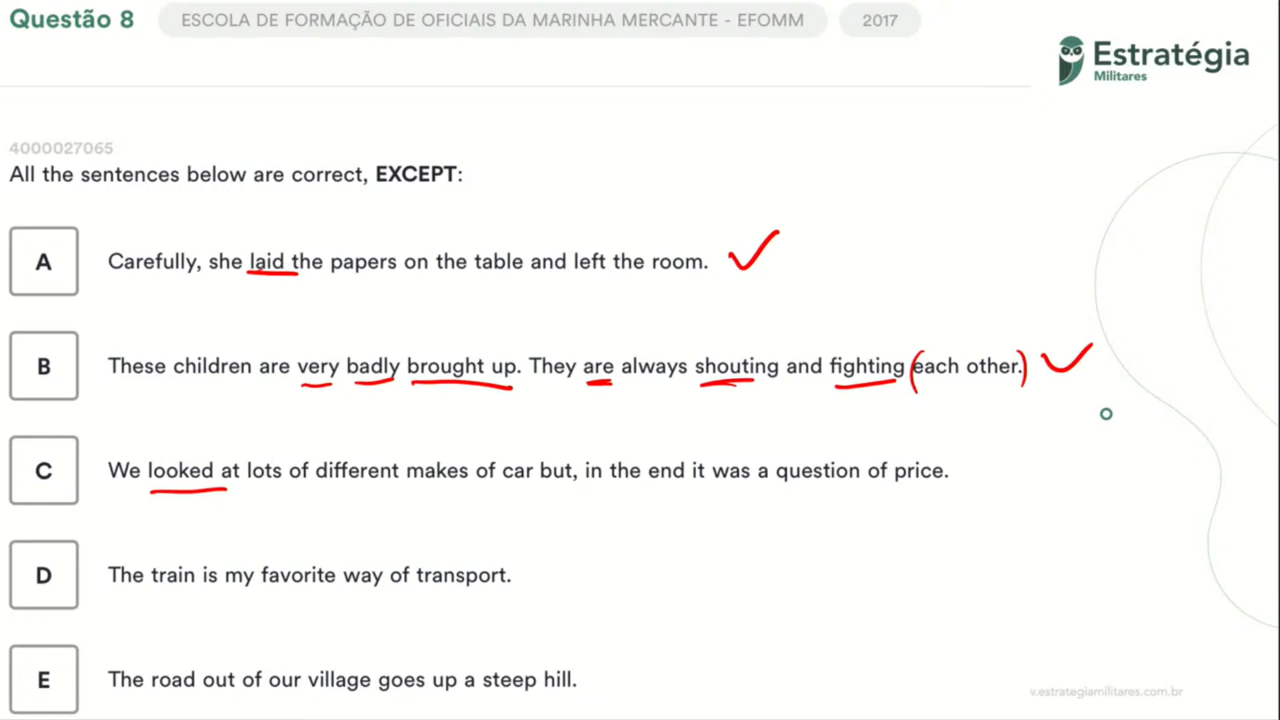 Questão 8 ESCOLA DE FORMAÇÃO DE OFICIAIS DA MARINHA MERCANTE - EFOMM 2017
Estratégia
Militares
4000027065
All the sentences below are correct, EXCEPT:
A Carefully, she laid the papers on the table and left the room.
B These children are very badly brought up. They are always shouting and fighting each other.
C We looked at lots of different makes of car but, in the end it was a question of price.
D The train is my favorite way of transport.
E The road out of our village goes up a steep hill.
v.estrategiamilitares.com.br